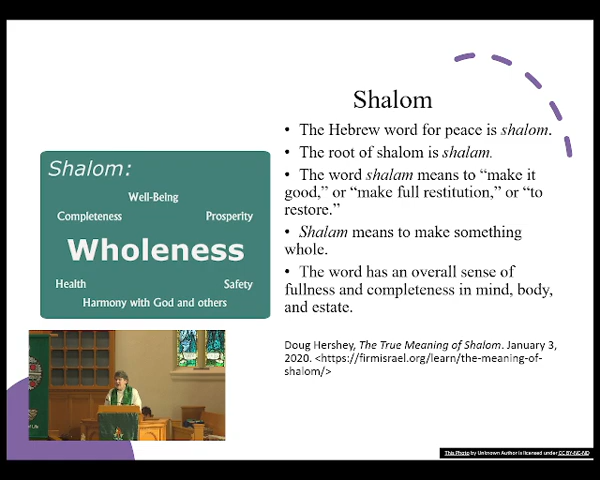 Shalom
• The Hebrew word for peace is shalom.
• The root of shalom is shalam.
• The word shalam means to “make it
good,” or “make full restitution,” or “to
restore.”
• Shalam means to make something
whole.
• The word has an overall sense of
fullness and completeness in mind, body,
and estate.
Doug Hershey, The True Meaning of Shalom. January 3,
2020. <https://firmisrael.org/learn/the-meaning-of-
shalom/>
Shalom:
Well-Being
Completeness Prosperity
Wholeness
Health Safety
Harmony with God and others
This Photo by Unknown Author is licensed under CC BY-NC-ND